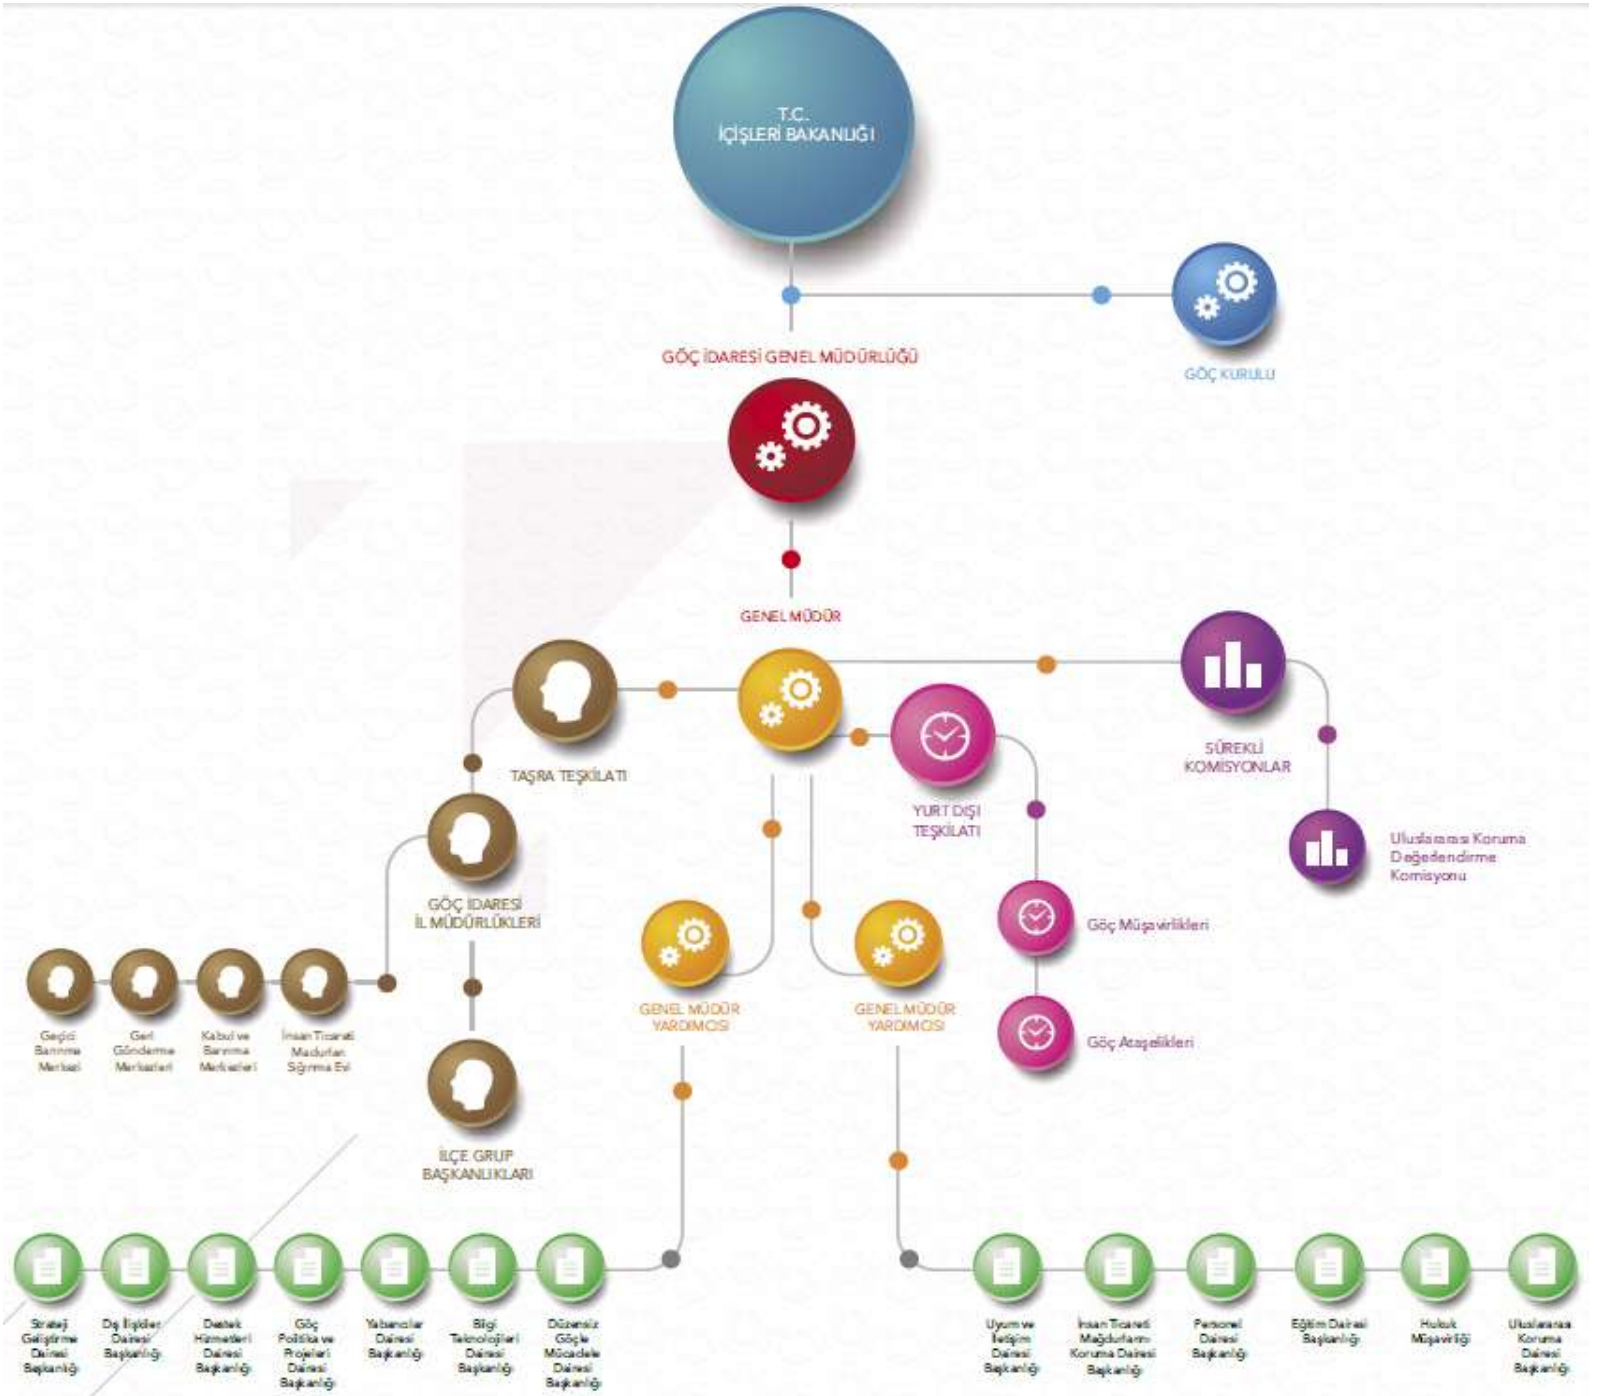 T.C.
İÇİŞLERİ BAKANLIĞI
GÖÇ KURULU
GÖÇ İDARESİ GENEL MÜDÜRLÜĞÜ
GENEL MÜDÜR
TAŞRA TEŞKİLATI
SÜREKLİ
KOMİSYONLAR
YURT DIŞI
TEŞKİLATI
Uluslararası Koruma
Değerlendirme
Komisyonu
GÖÇ İDARESİ
İL MÜDÜRLÜKLERİ
Göç Müşavirlikleri
GENEL MÜDÜR
YARDIMCISI
GENEL MÜDÜR
YARDIMCISI
Göç Ataşelikleri
Geçici
Barınma
Merkezi
Geri
Gönderme
Merkezleri
Kabul ve
Barınma
Merkezleri
İnsan Ticareti
Madurları
Sığınma Evi
İLÇE GRUP
BAŞKANLIKLARI
Strateji
Geliştirme
Dairesi
Başkanlığı
Dış İlişkiler
Dairesi
Başkanlığı
Destek
Hizmetleri
Dairesi
Başkanlığı
Göç
Politika ve
Projeleri
Dairesi
Başkanlığı
Yabancılar
Dairesi
Başkanlığı
Bilgi
Teknolojileri
Dairesi
Başkanlığı
Düzensiz
Göçle
Mücadele
Dairesi
Başkanlığı
Uyum ve
İletişim
Dairesi
Başkanlığı
İnsan Ticareti
Mağdurlarını
Koruma Dairesi
Başkanlığı
Personel
Dairesi
Başkanlığı
Eğitim Dairesi
Başkanlığı
Hukuk
Müşavirliği
Uluslararası
Koruma
Dairesi
Başkanlığı